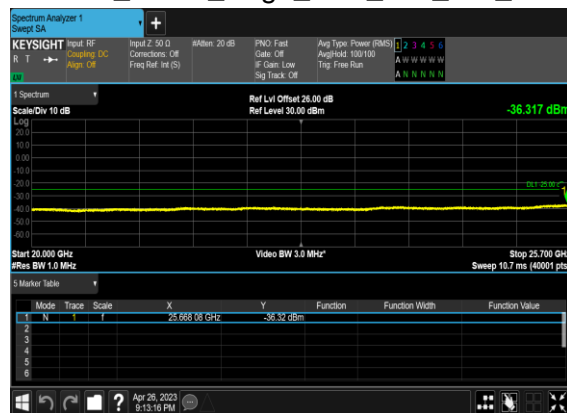 Spectrum Analyzer 1
Swept SA
+
KEYSIGHT
R T
Input: RF
Coupling: DC
Align: Off
Input Z: 50 Ω
Corrections: Off
Freq Ref: Int (S)
#Atten: 20 dB
PNO: Fast
Gate: Off
IF Gain: Low
Sig Track: Off
Avg Type: Power (RMS)
Avg|Hold: 100/100
Trig: Free Run
1 2 3 4 5 6
A W W W W W
A N N N N N
1 Spectrum
Scale/Div 10 dB
Ref Lvl Offset 26.00 dB
Ref Level 30.00 dBm
-36.317 dBm
Log
20.0
10.0
0.00
-10.0
-20.0
-30.0
-40.0
-50.0
-60.0
1
Start 20.000 GHz
#Res BW 1.0 MHz
Video BW 3.0 MHz*
Stop 25.700 GHz
Sweep 10.7 ms (40001 pts
5 Marker Table
Mode Trace Scale X Y Function Function Width Function Value
1 N 1 f 25.668 08 GHz -36.32 dBm
2
3
4
5
6
?
Apr 26, 2023
9:13:16 PM